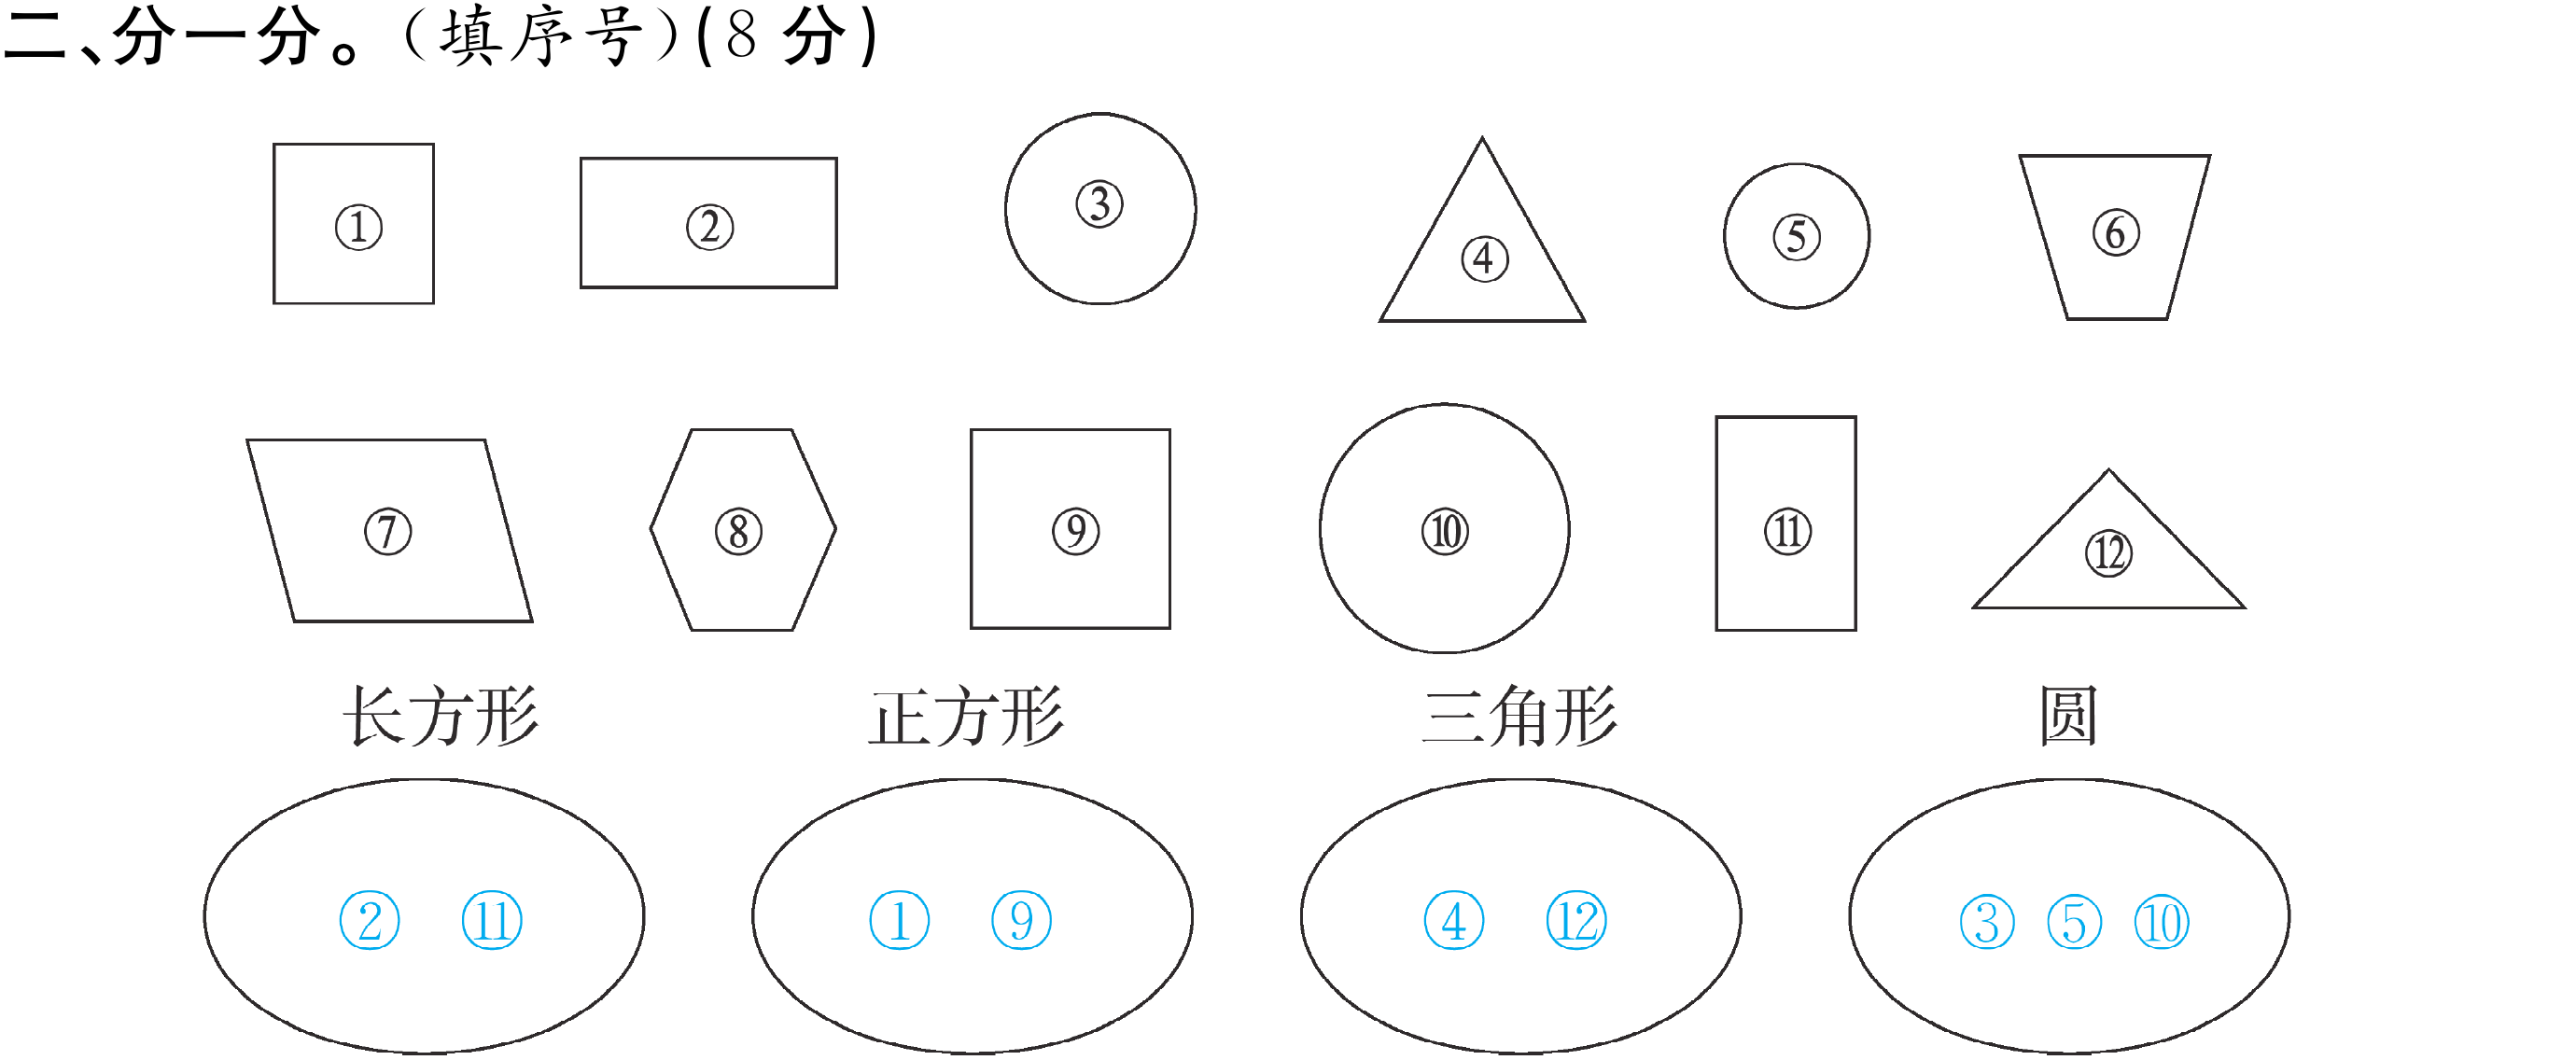 二、分一分。（填序号）(8 分)
① ② ③ ④ ⑤ ⑥
⑦ ⑧ ⑨ ⑩ ⑪ ⑫
长方形 正方形 三角形 圆
② ⑪ ① ⑨ ④ ⑫ ③ ⑤ ⑩